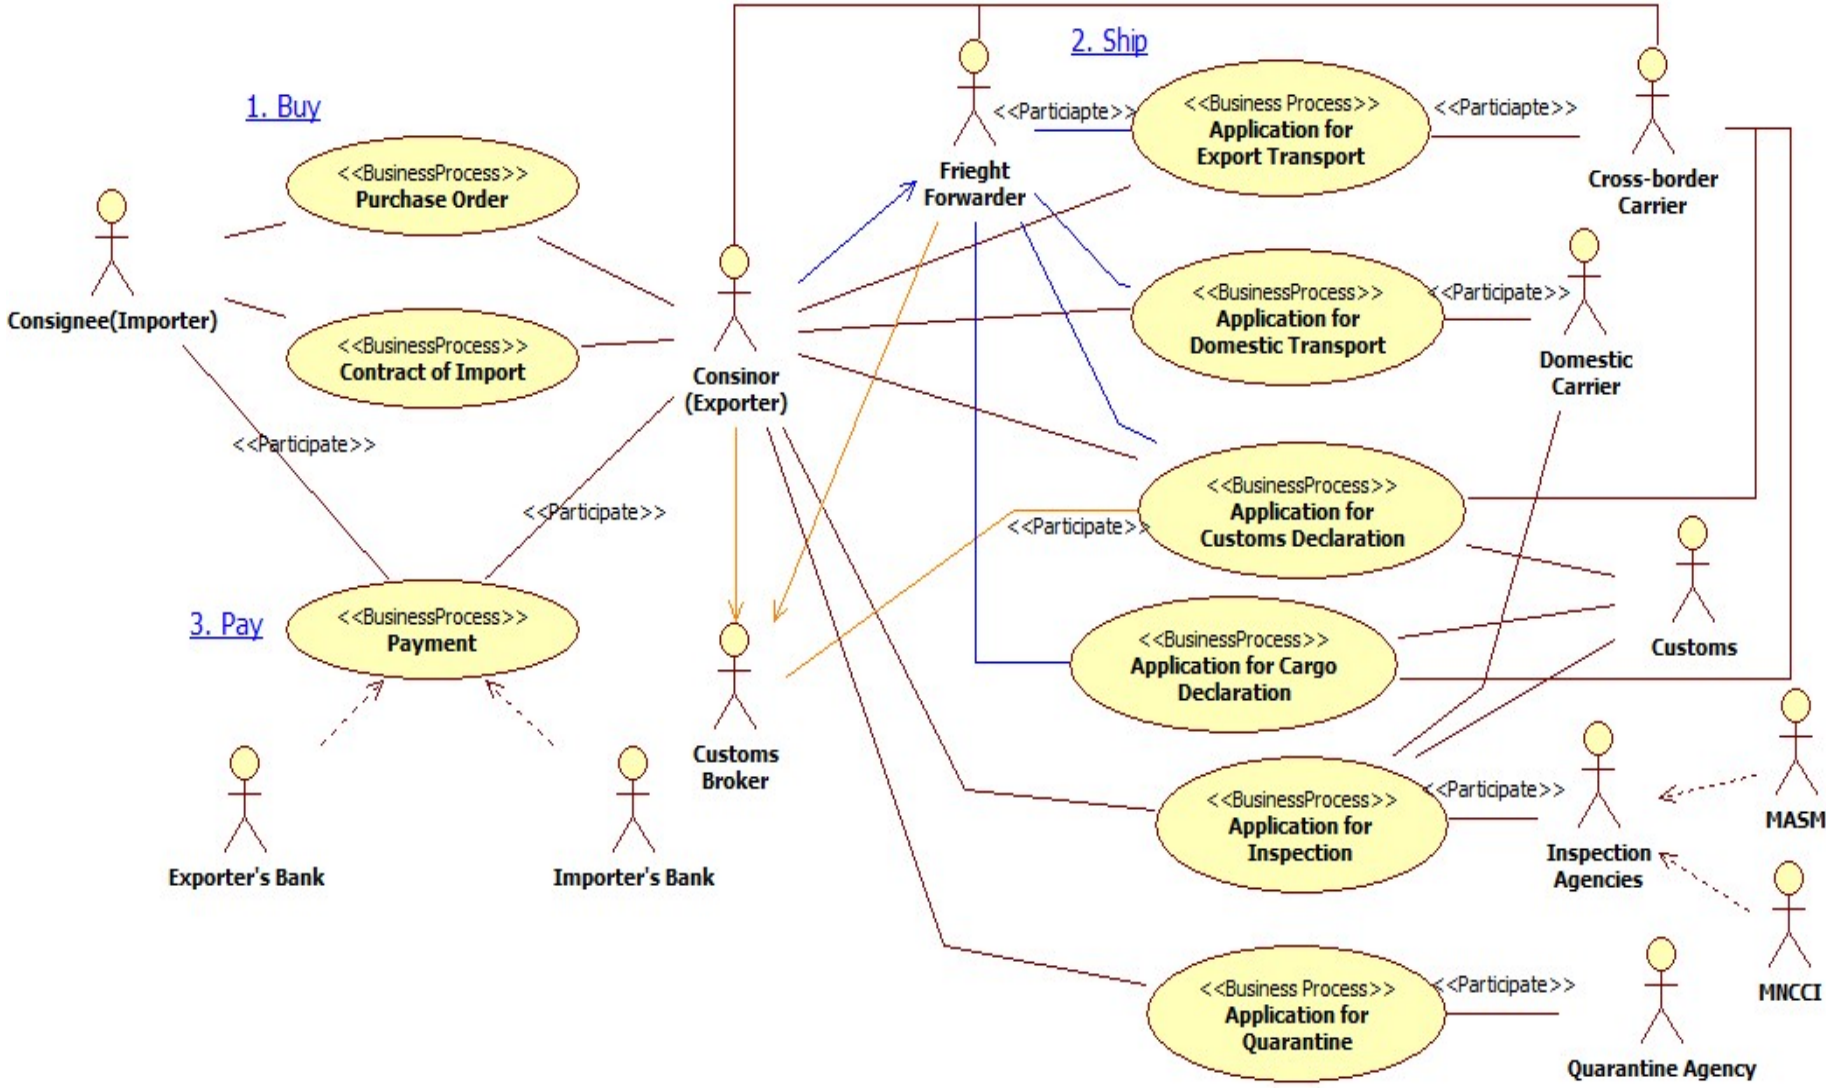 2. Ship
1. Buy
<<BusinessProcess>>
Purchase Order
Consignee(Importer)
<<BusinessProcess>>
Contract of Import
<<Participate>>
<<Participate>>
3. Pay
<<BusinessProcess>>
Payment
Exporter's Bank
Importer's Bank
Consinor
(Exporter)
Customs
Broker
Frieght
Forwarder
<<Particiapte>>
<<Business Process>>
Application for
Export Transport
<<Particiapte>>
Cross-border
Carrier
<<BusinessProcess>>
Application for
Domestic Transport
<<Participate>>
Domestic
Carrier
<<Participate>>
<<BusinessProcess>>
Application for
Customs Declaration
Customs
<<BusinessProcess>>
Application for Cargo
Declaration
<<BusinessProcess>>
Application for
Inspection
<<Participate>>
Inspection
Agencies
MASM
MNCCI
<<Business Process>>
Application for
Quarantine
<<Participate>>
Quarantine Agency